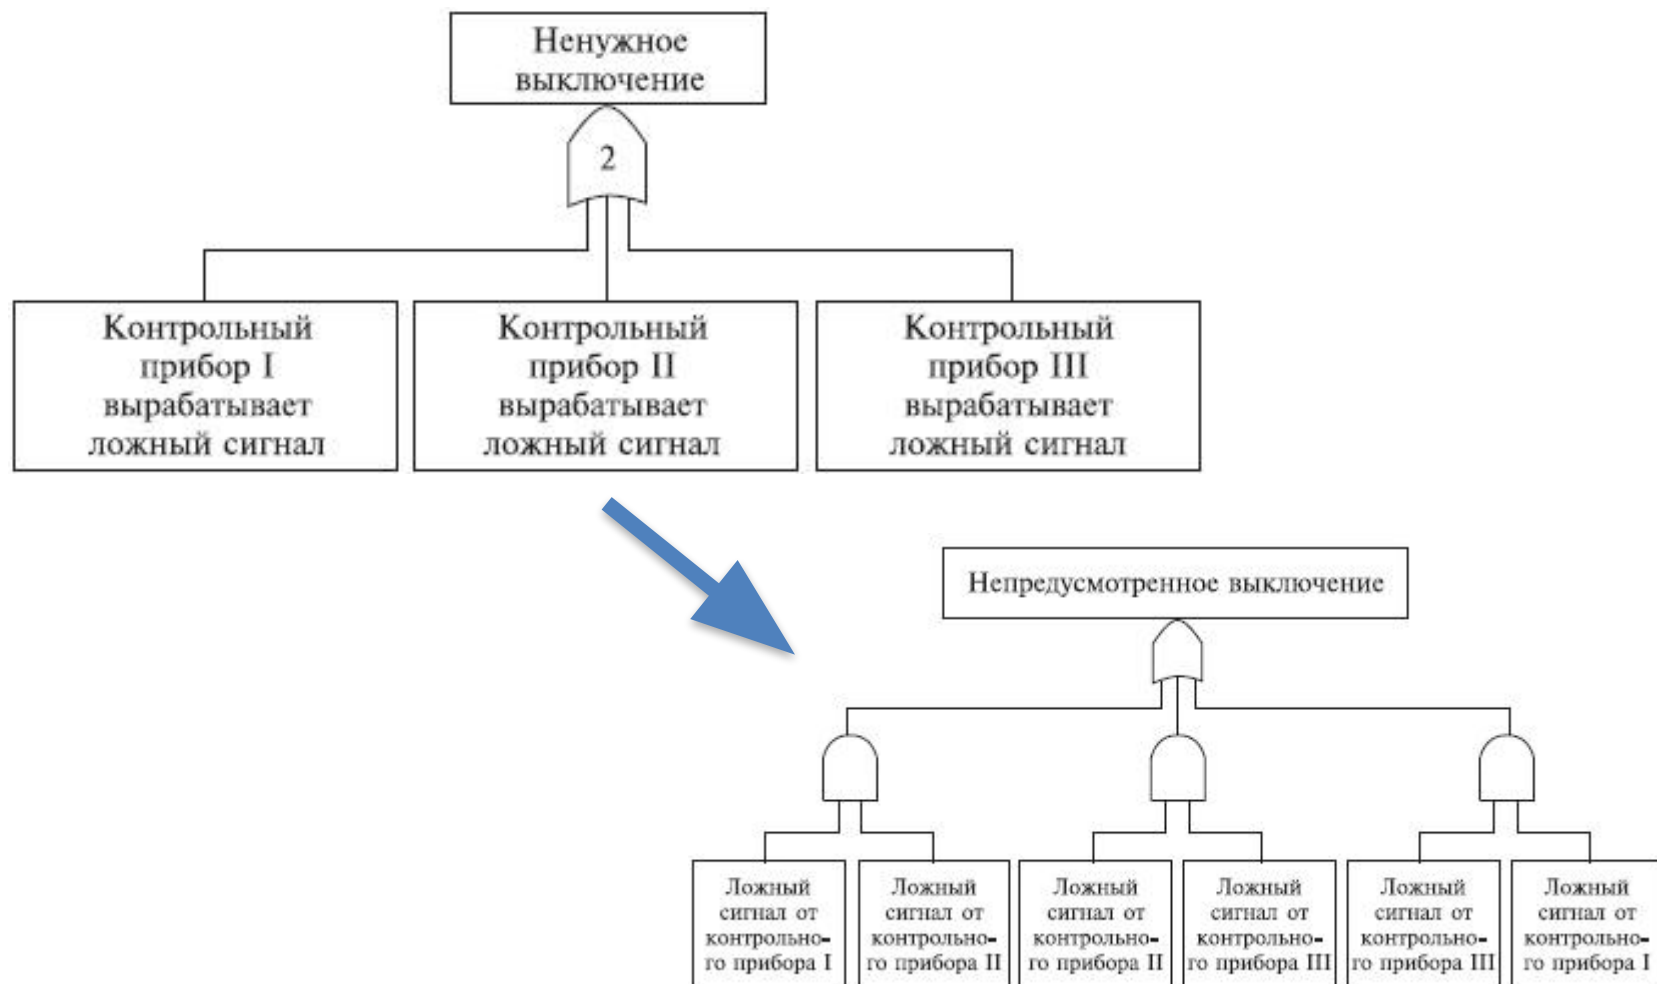 Ненужное
выключение
2
Контрольный
прибор I
вырабатывает
ложный сигнал
Контрольный
прибор II
вырабатывает
ложный сигнал
Контрольный
прибор III
вырабатывает
ложный сигнал
Непредусмотренное выключение
Ложный
сигнал от
контрольно-
го прибора I
Ложный
сигнал от
контрольно-
го прибора II
Ложный
сигнал от
контрольно-
го прибора II
Ложный
сигнал от
контрольно-
го прибора III
Ложный
сигнал от
контрольно-
го прибора III
Ложный
сигнал от
контрольно-
го прибора I